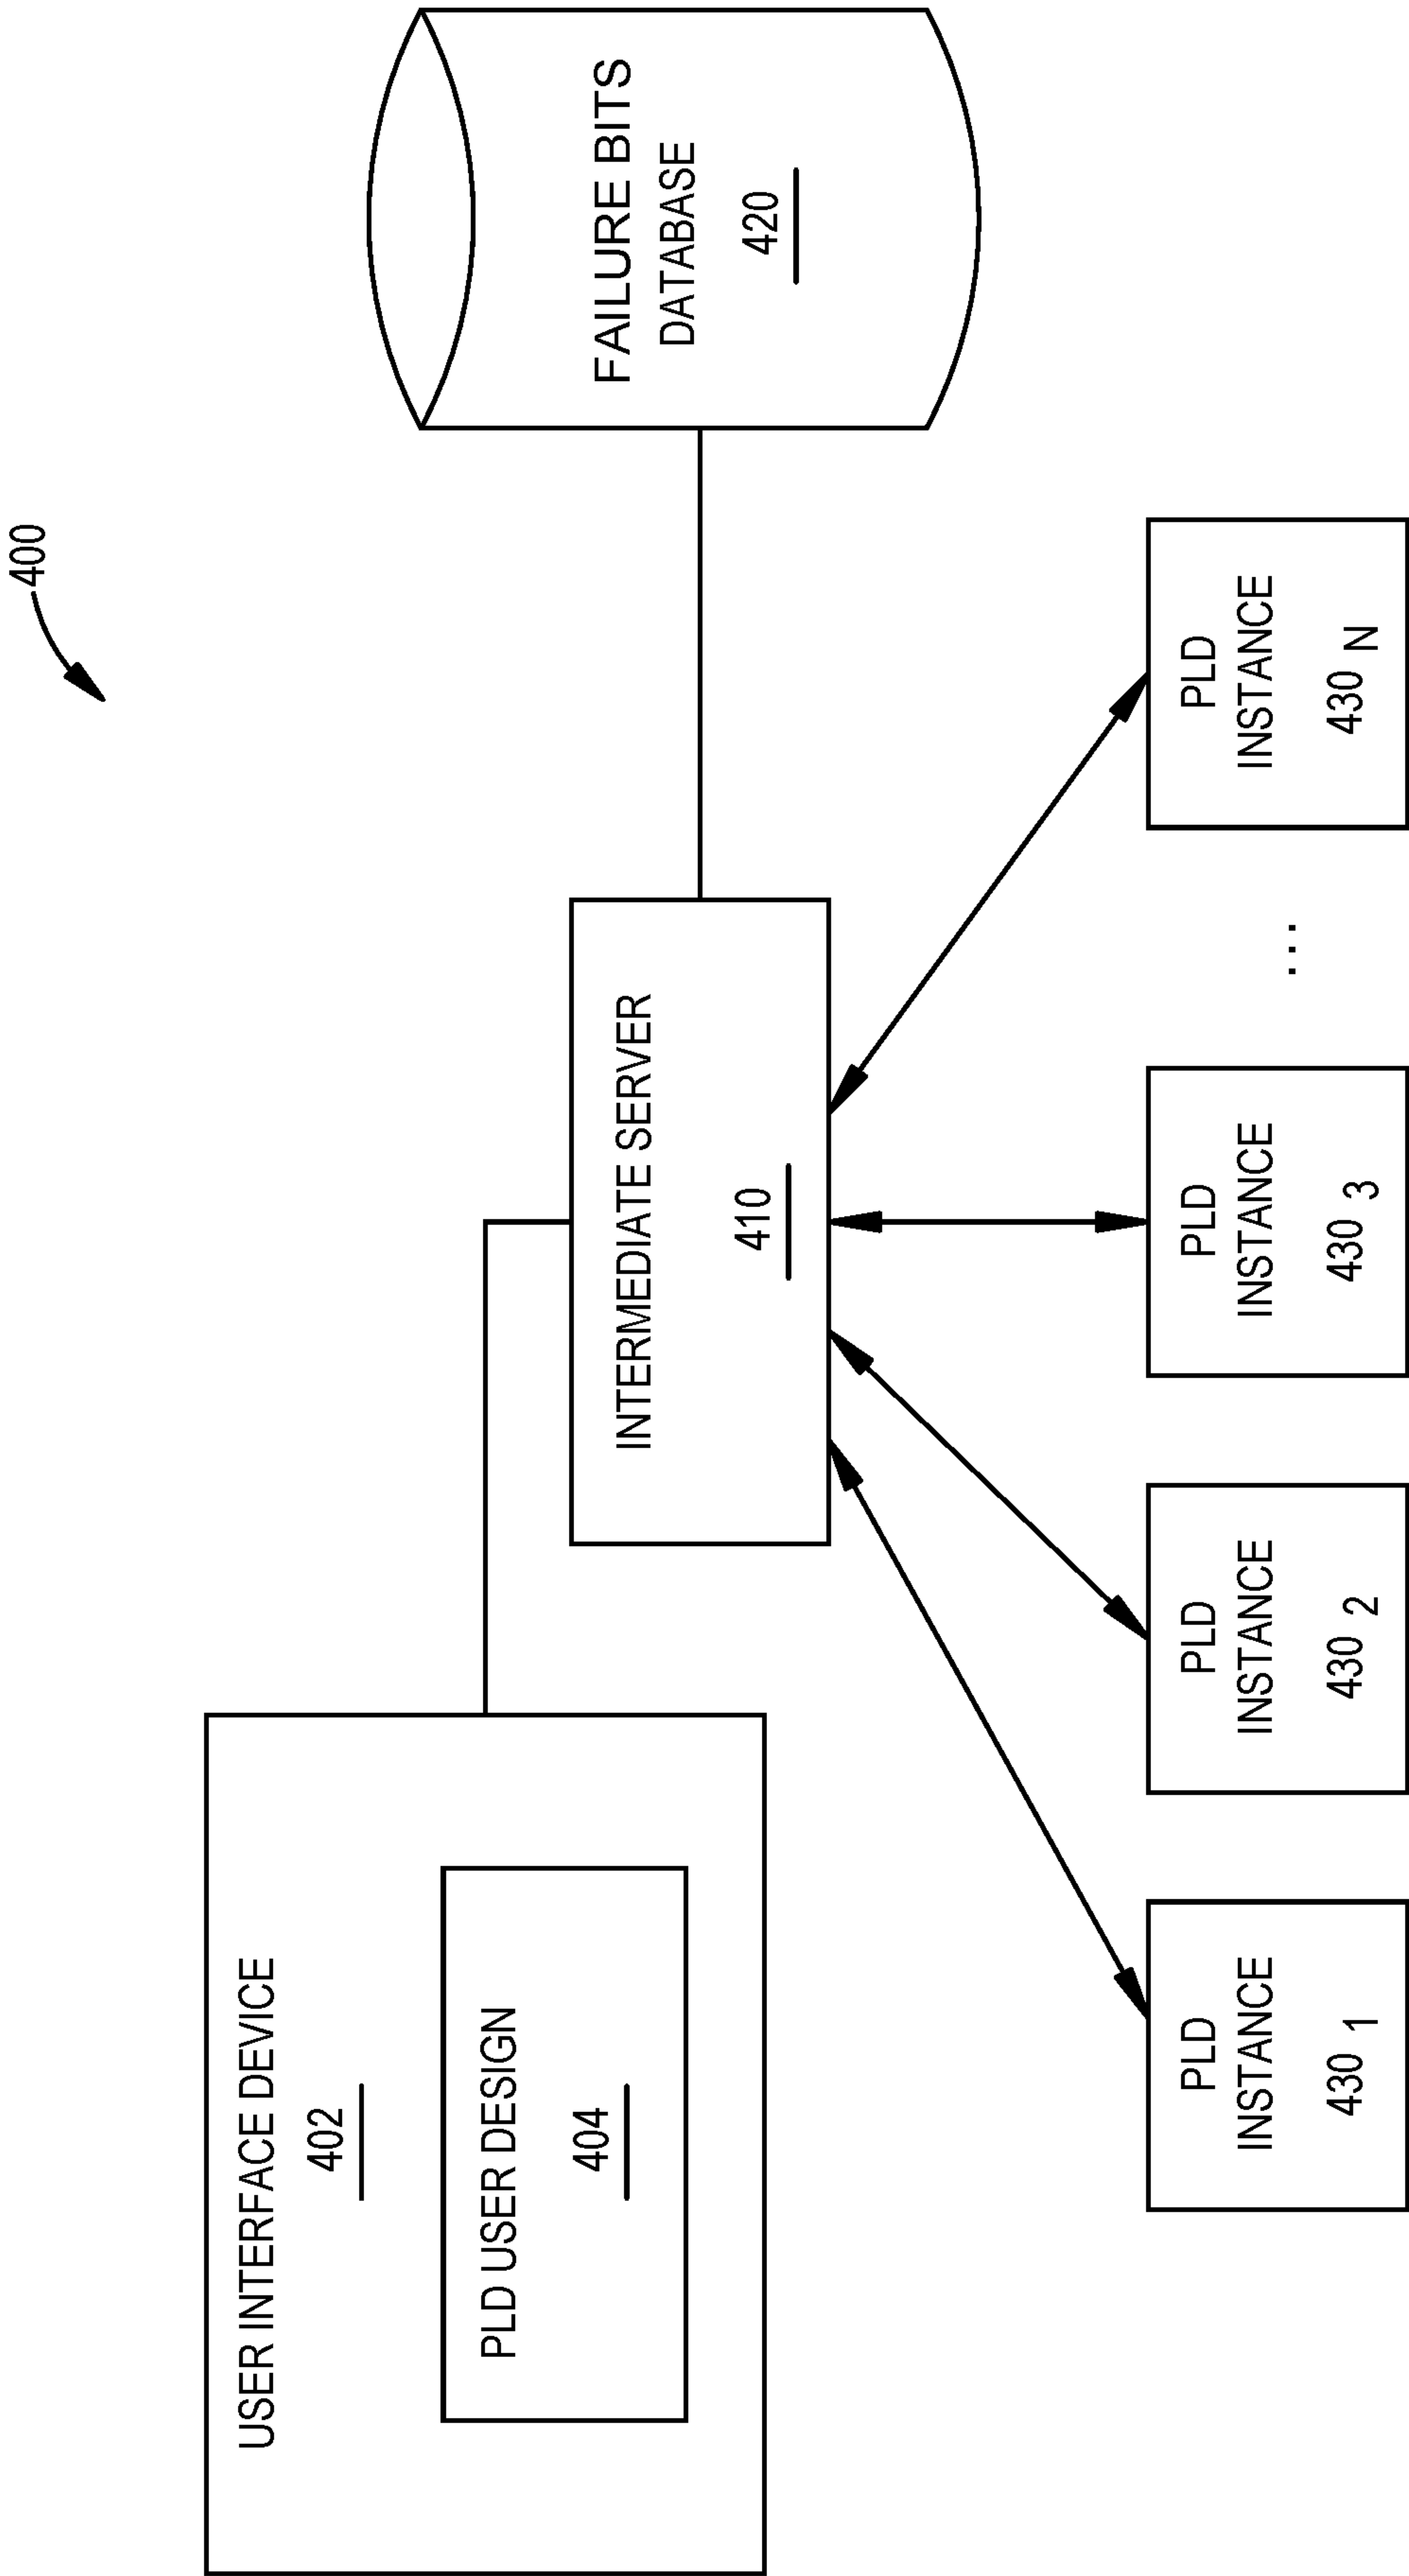 400
USER INTERFACE DEVICE
402
PLD USER DESIGN
404
INTERMEDIATE SERVER
410
FAILURE BITS
DATABASE
420
PLD
INSTANCE
430 1
PLD
INSTANCE
430 2
PLD
INSTANCE
430 3
...
PLD
INSTANCE
430 N